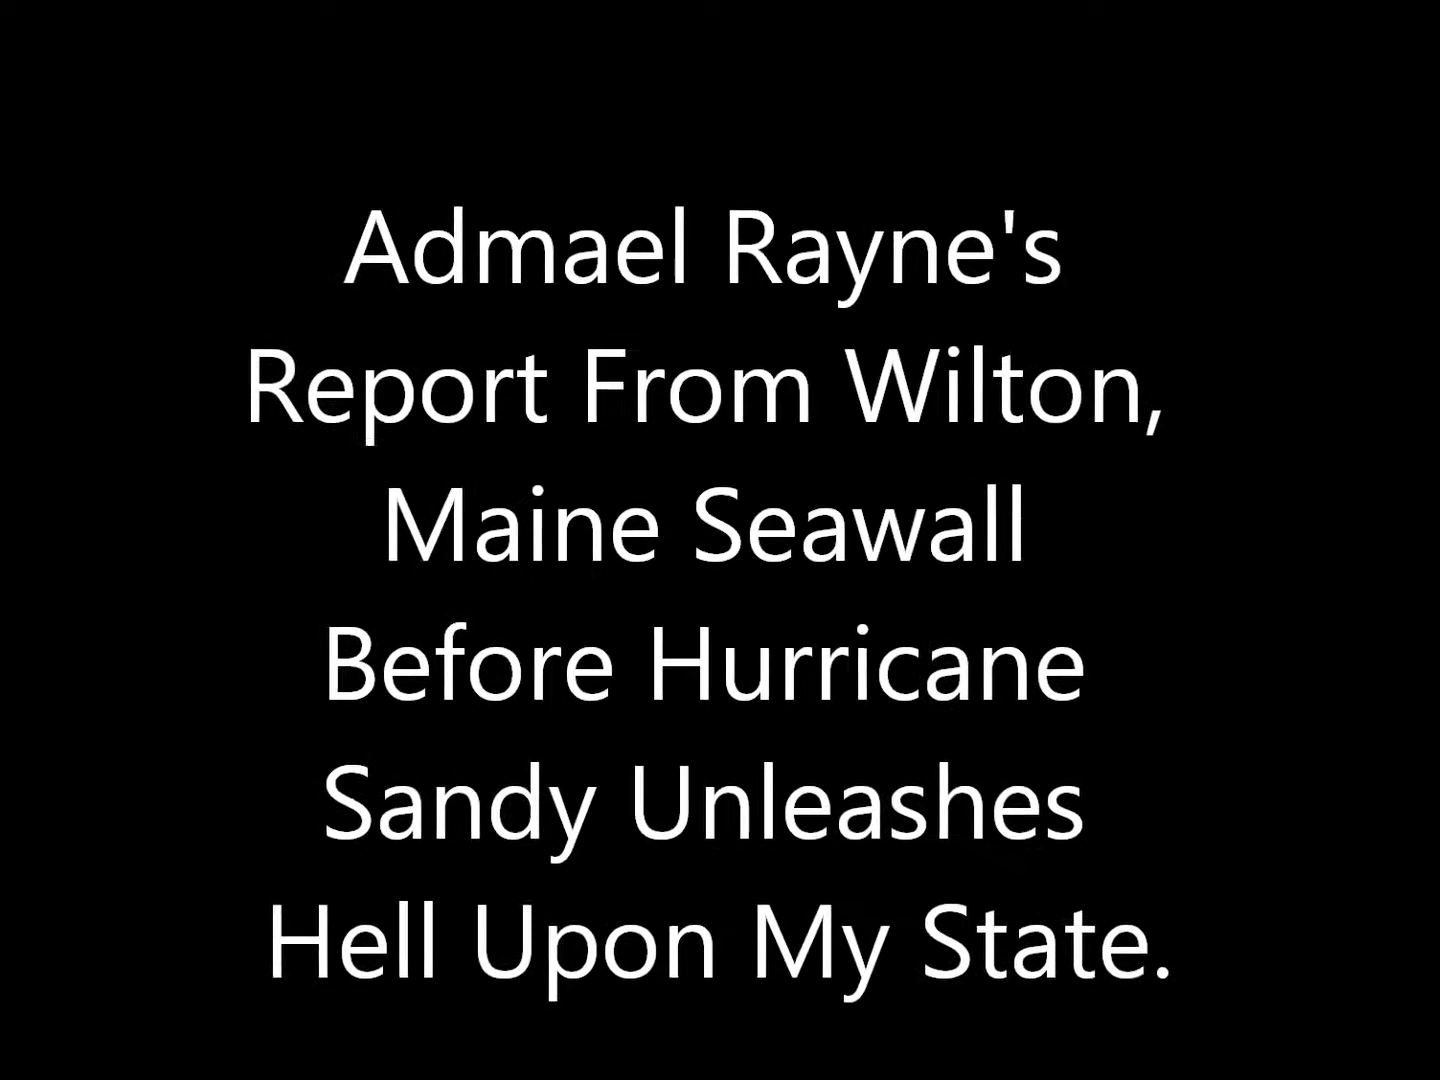 Admael Rayne's
Report From Wilton,
Maine Seawall
Before Hurricane
Sandy Unleashes
Hell Upon My State.